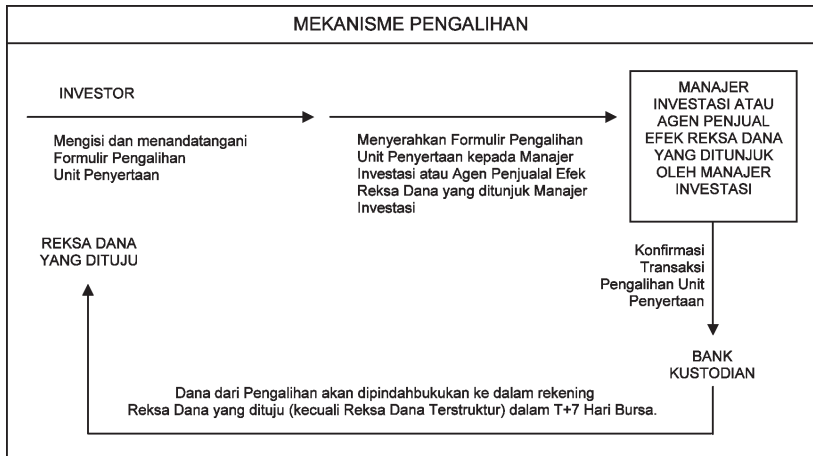 MEKANISME PENGALIHAN
INVESTOR
Mengisi dan menandatangani
Formulir Pengalihan
Unit Penyertaan
Menyerahkan Formulir Pengalihan
Unit Penyertaan kepada Manajer
Investasi atau Agen Penjualal Efek
Reksa Dana yang ditunjuk Manajer
Investasi
MANAJER
INVESTASI ATAU
AGEN PENJUAL
EFEK REKSA DANA
YANG DITUNJUK
OLEH MANAJER
INVESTASI
Konfirmasi
Transaksi
Pengalihan Unit
Penyertaan
BANK
KUSTODIAN
Dana dari Pengalihan akan dipindahbukukan ke dalam rekening
Reksa Dana yang dituju (kecuali Reksa Dana Terstruktur) dalam T+7 Hari Bursa.
REKSA DANA
YANG DITUJU